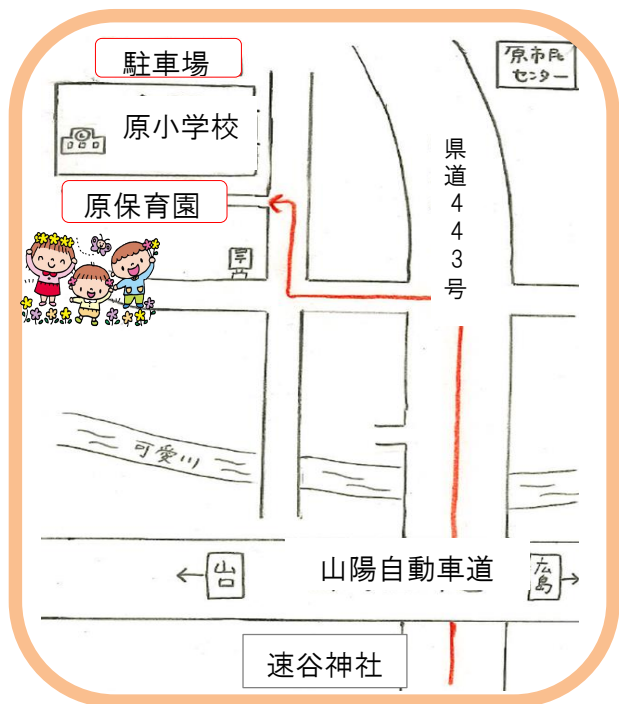 駐車場
原市民
センター
原小学校
県道443号
原保育園
可愛川
山口
山陽自動車道
広島
速谷神社